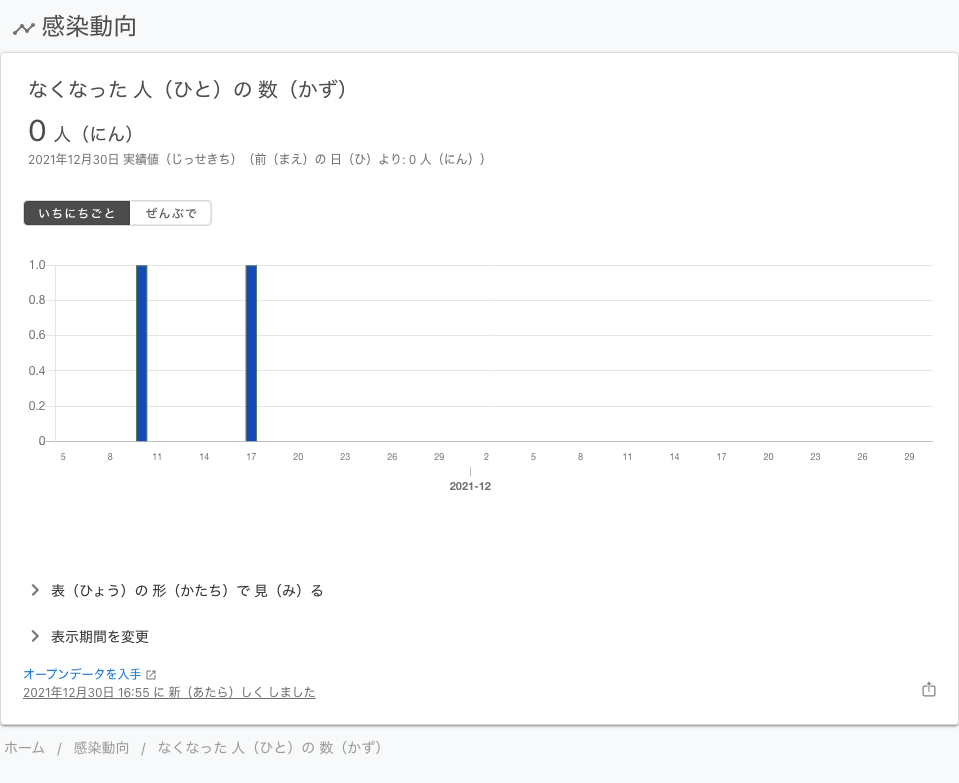 感染動向
なくなった 人（ひと）の 数（かず）
0 人（にん）
2021年12月30日 実績値（じっせきち）（前（まえ）の 日（ひ）より: 0 人（にん））
いちにちごと ぜんぶで
1.0
0.8
0.6
0.4
0.2
0
5 8 11 14 17 20 23 26 29 2 5 8 11 14 17 20 23 26 29
2021-12
表（ひょう）の 形（かたち）で 見（み）る
表示期間を変更
オープンデータを入手
2021年12月30日 16:55 に 新（あたら）しく しました
ホーム / 感染動向 / なくなった 人（ひと）の 数（かず）